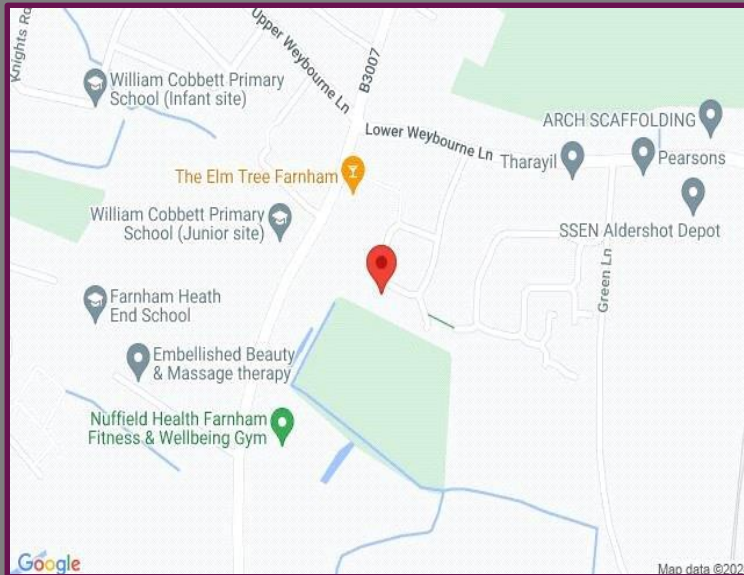 Knights Ro
Upper Weybourne Ln
B3007
William Cobbett Primary
School (Infant site)
Lower Weybourne Ln
ARCH SCAFFOLDING
Tharayil
Pearsons
The Elm Tree Farnham
William Cobbett Primary
School (Junior site)
SSEN Aldershot Depot
Green Ln
Farnham Heath
End School
Embellished Beauty
& Massage therapy
Nuffield Health Farnham
Fitness & Wellbeing Gym
Google
Map data ©202